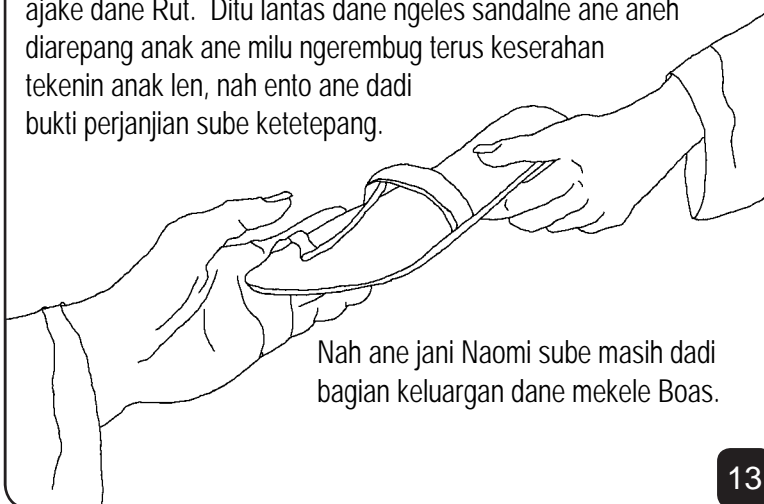 ajake dane Rut. Ditu lantas dane ngeles sandalne ane aneh
diarepang anak ane milu ngerembug terus keserahan
tekenin anak len, nah ento ane dadi
bukti perjanjian sube ketetepang.
Nah ane jani Naomi sube masih dadi
bagian keluargan dane mekele Boas.
13